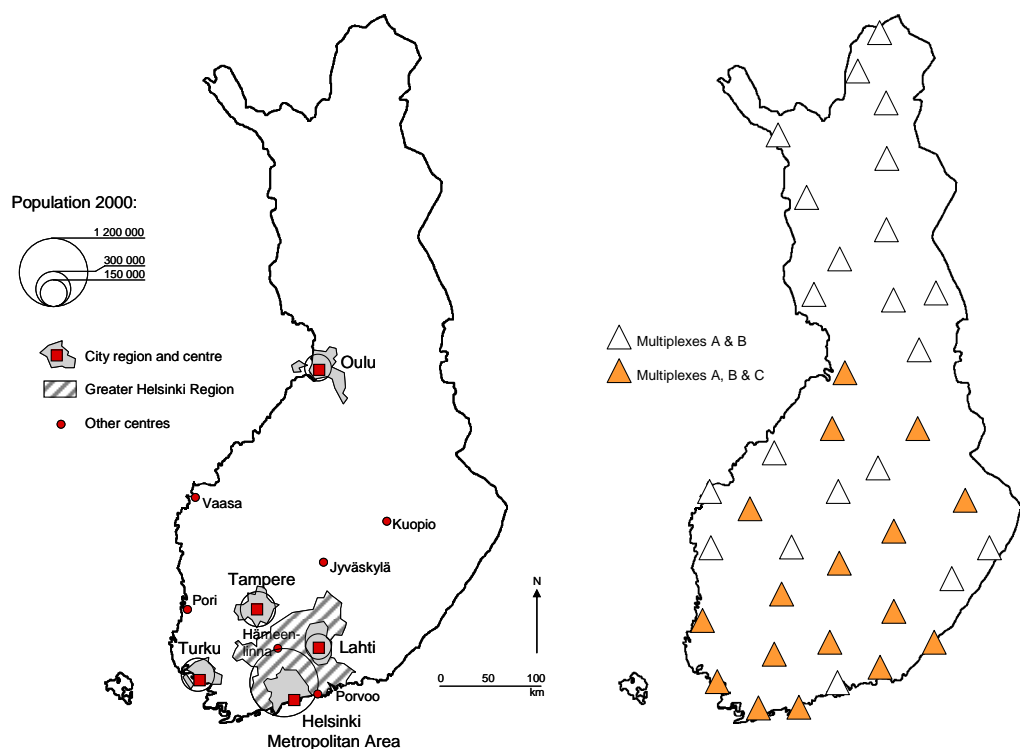 Population 2000:
1 200 000
300 000
150 000
City region and centre
Greater Helsinki Region
Other centres
Oulu
Vaasa
Kuopio
Jyväskylä
Tampere
Pori
Hämeen-
linna
Turku
Lahti
Porvoo
Helsinki
Metropolitan Area
N
0 50 100
km
Multiplexes A & B
Multiplexes A, B & C